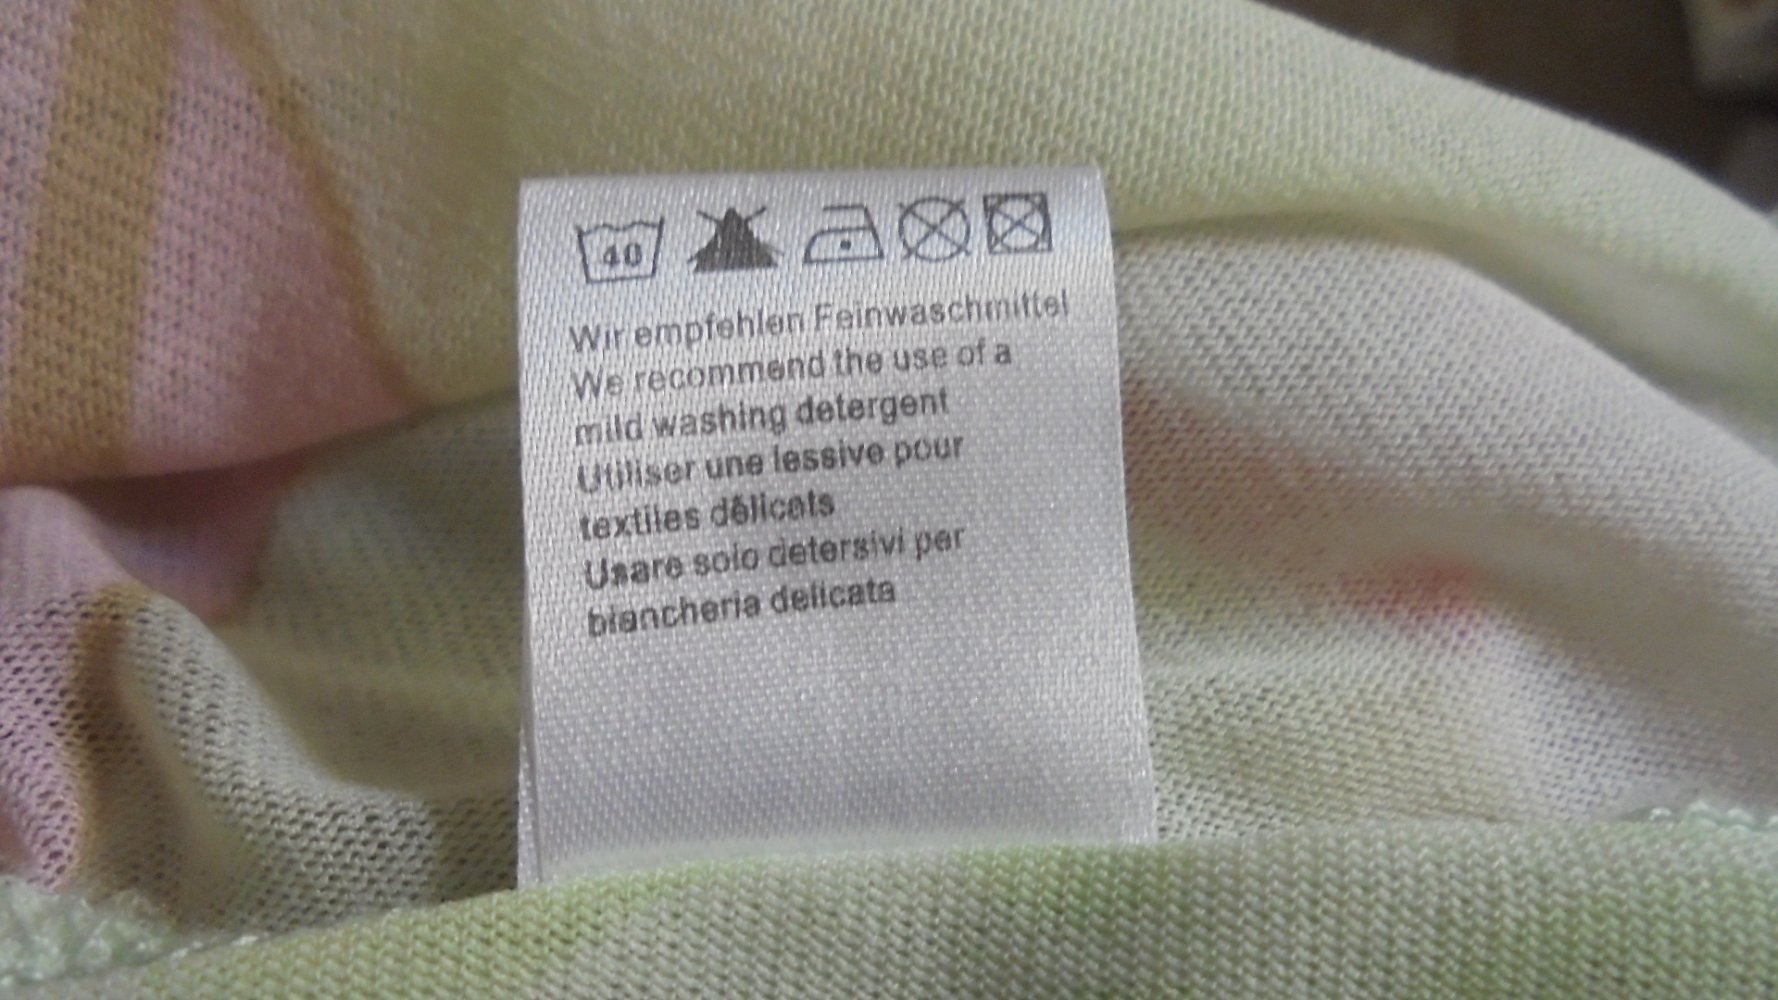 40
Wir empfehlen Feinwaschmittel
We recommend the use of a
mild washing detergent
Utiliser une lessive pour
textiles délicats
Usare solo detersivi per
biancheria delicata